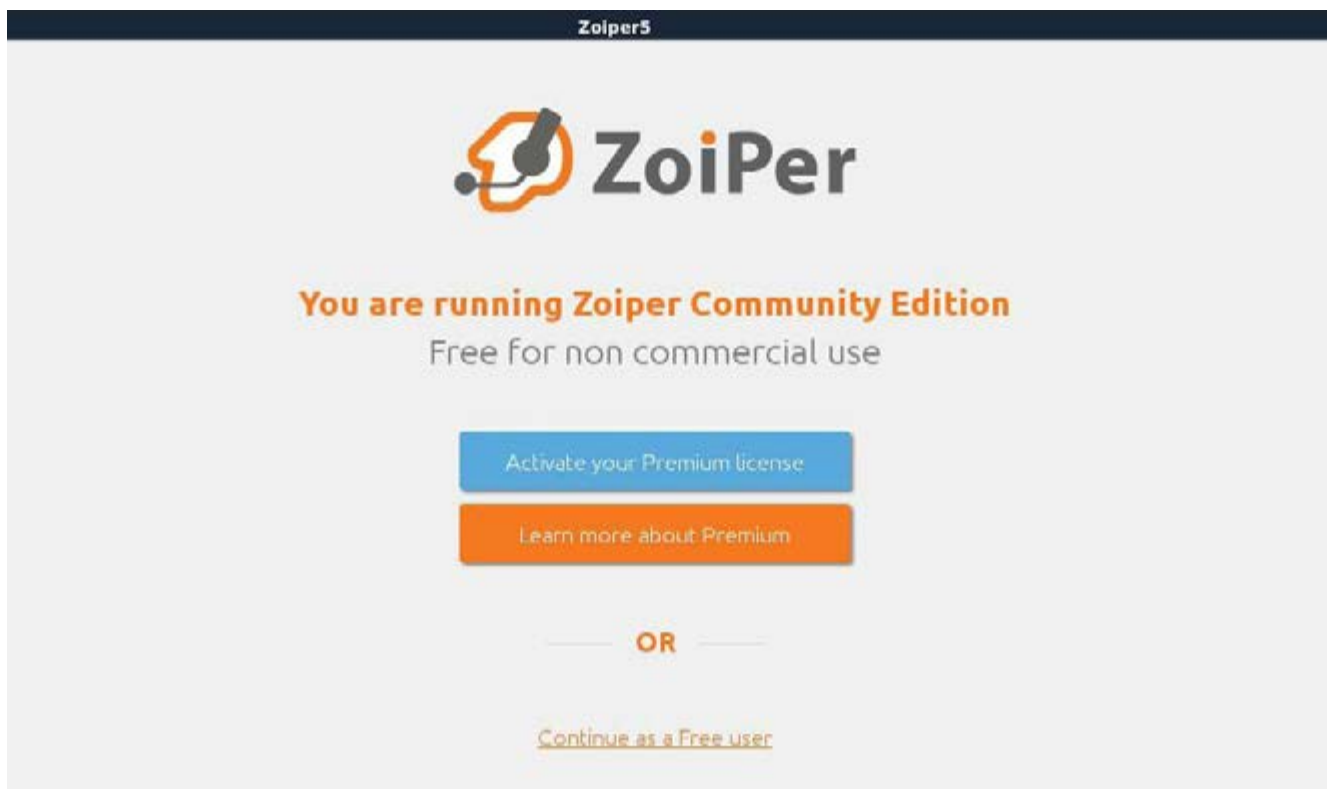 Zoiper5
ZoiPer
You are running Zoiper Community Edition
Free for non commercial use
Activate your Premium license
Learn more about Premium
OR
Continue as a Free user